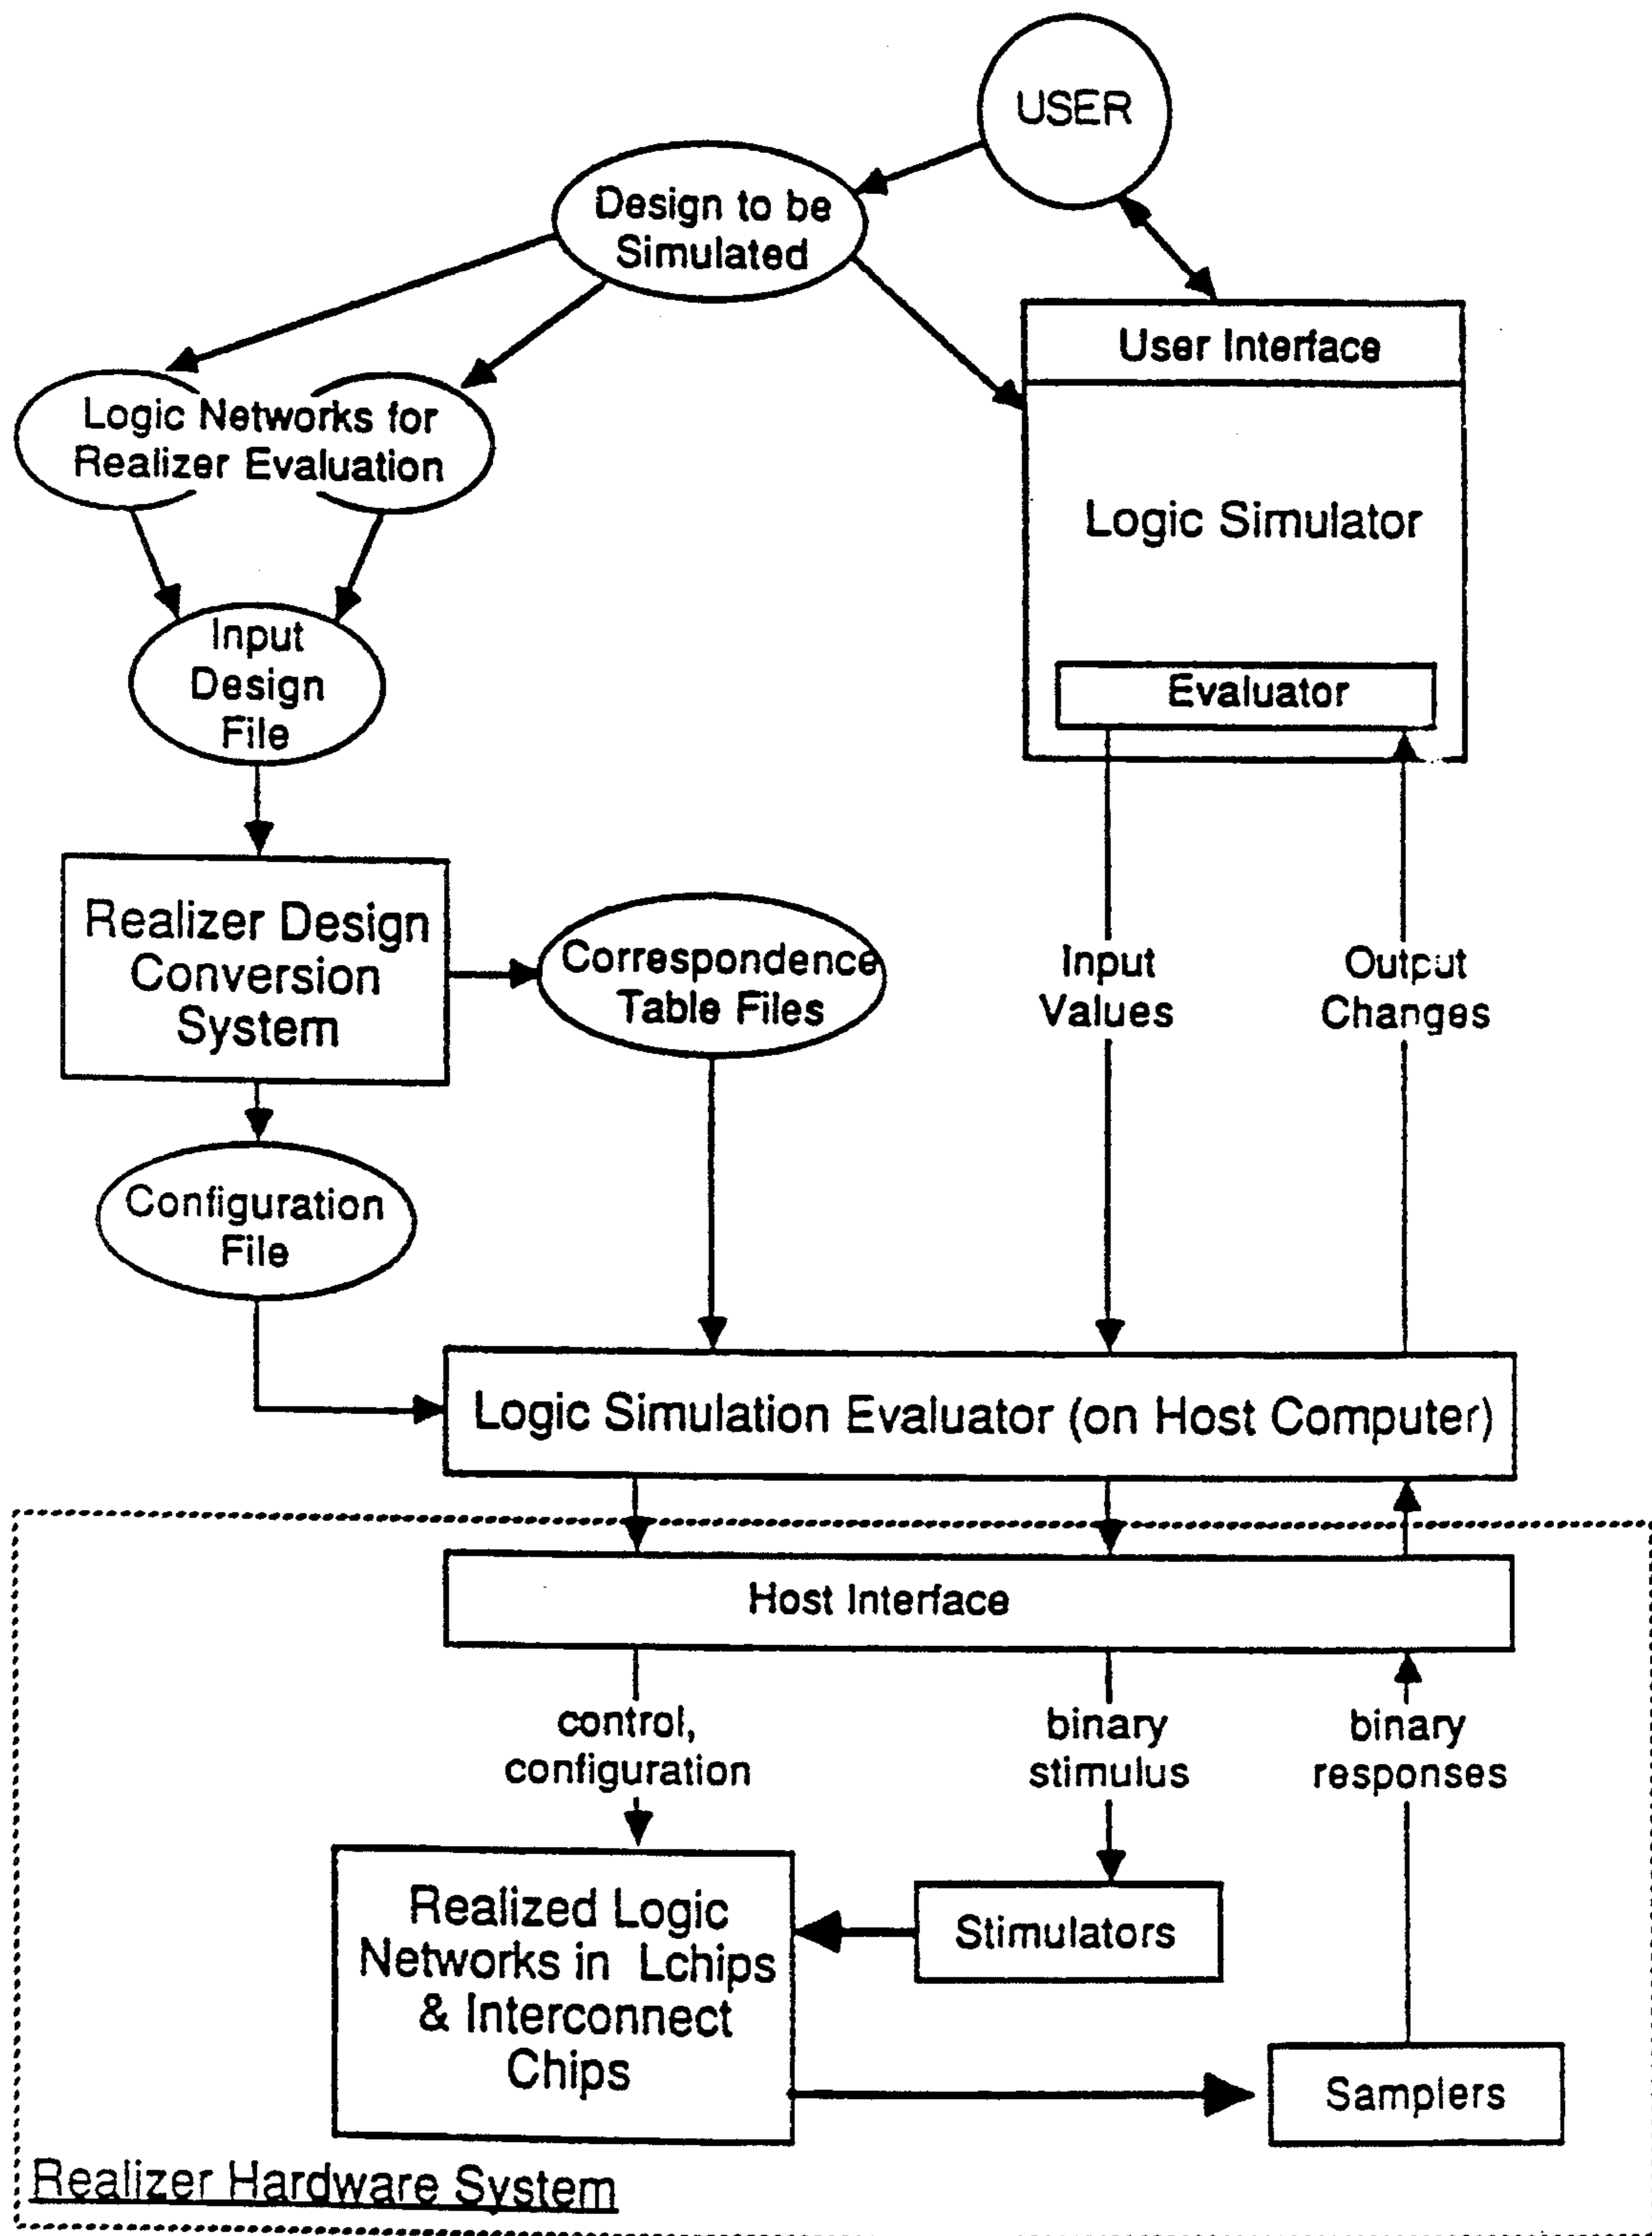 USER
Design to be
Simulated
User Interface
Logic Networks for
Realizer Evaluation
Logic Simulator
Input
Design
File
Evaluator
Realizer Design
Conversion
System
Correspondence
Table Files
Input
Values
Output
Changes
Configuration
File
Logic Simulation Evaluator (on Host Computer)
Host Interface
control,
configuration
binary
stimulus
binary
responses
Realized Logic
Networks in Lchips
& Interconnect
Chips
Stimulators
Samplers
Realizer Hardware System